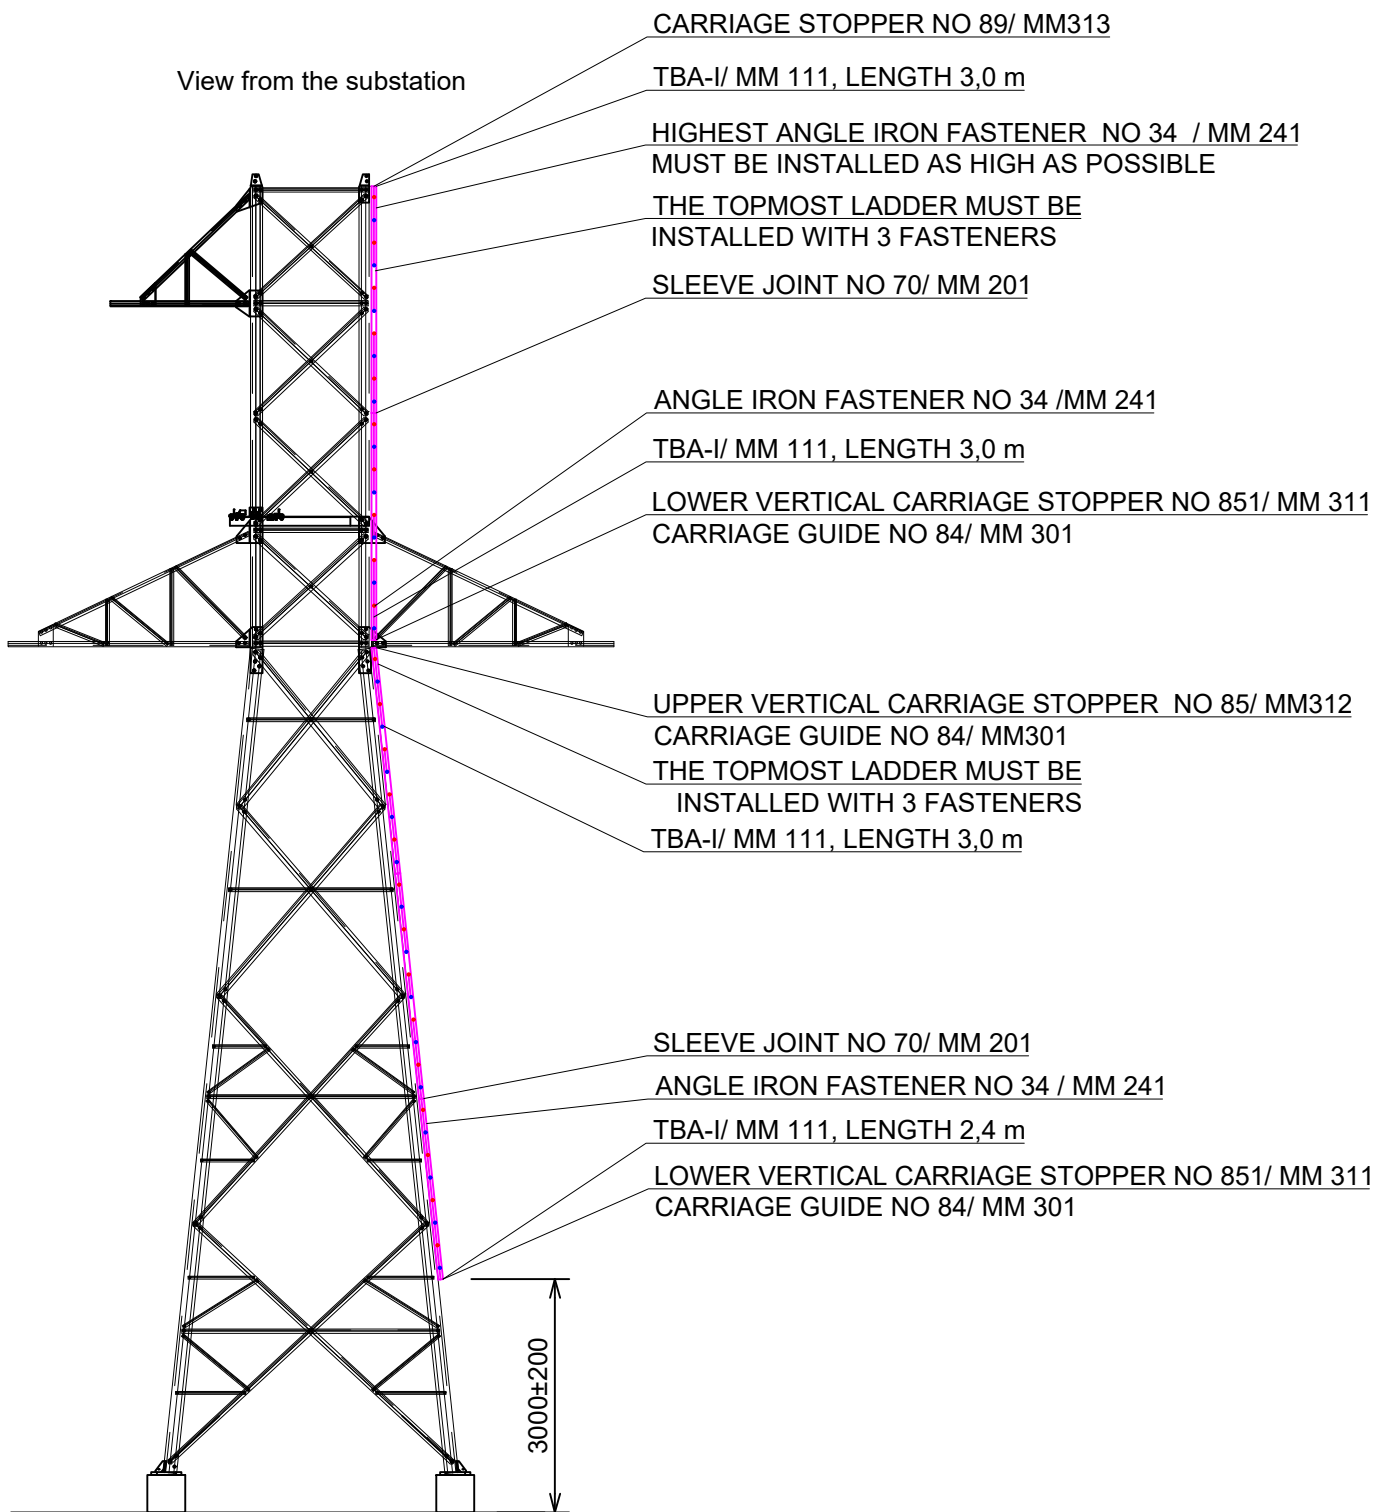 CARRIAGE STOPPER NO 89/ MM313
View from the substation
TBA-I/ MM 111, LENGTH 3,0 m
HIGHEST ANGLE IRON FASTENER  NO 34  / MM 241
MUST BE INSTALLED AS HIGH AS POSSIBLE
THE TOPMOST LADDER MUST BE
INSTALLED WITH 3 FASTENERS
SLEEVE JOINT NO 70/ MM 201
ANGLE IRON FASTENER NO 34 /MM 241
TBA-I/ MM 111, LENGTH 3,0 m
LOWER VERTICAL CARRIAGE STOPPER NO 851/ MM 311
CARRIAGE GUIDE NO 84/ MM 301
UPPER VERTICAL CARRIAGE STOPPER  NO 85/ MM312
CARRIAGE GUIDE NO 84/ MM301
THE TOPMOST LADDER MUST BE
INSTALLED WITH 3 FASTENERS
TBA-I/ MM 111, LENGTH 3,0 m
SLEEVE JOINT NO 70/ MM 201
ANGLE IRON FASTENER NO 34 / MM 241
TBA-I/ MM 111, LENGTH 2,4 m
LOWER VERTICAL CARRIAGE STOPPER NO 851/ MM 311
CARRIAGE GUIDE NO 84/ MM 301
3000±200